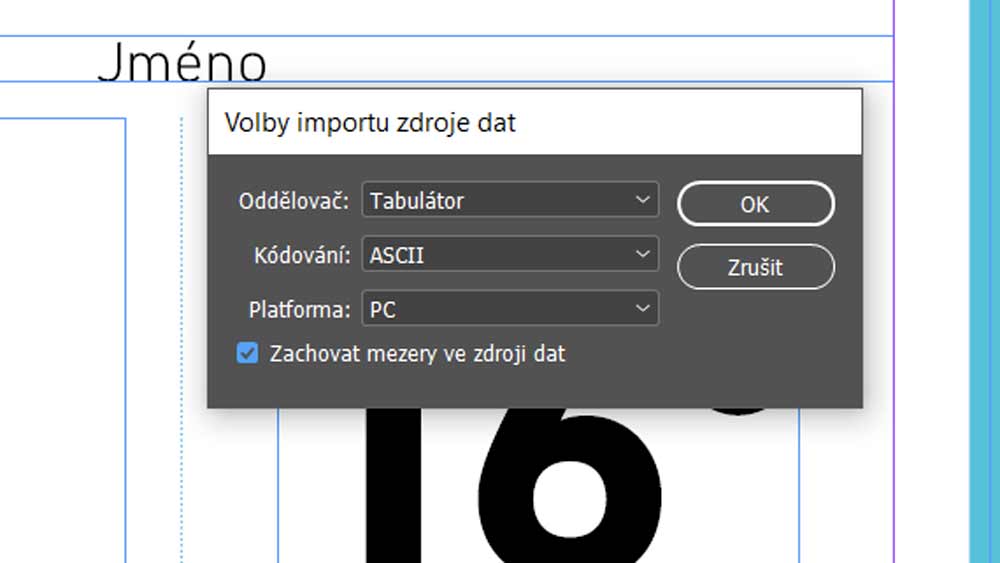 Jméno
Volby importu zdroje dat
Oddělovač: Tabulátor
OK
Kódování: ASCII
Zrušit
Platforma: PC
Zachovat mezery ve zdroji dat
16